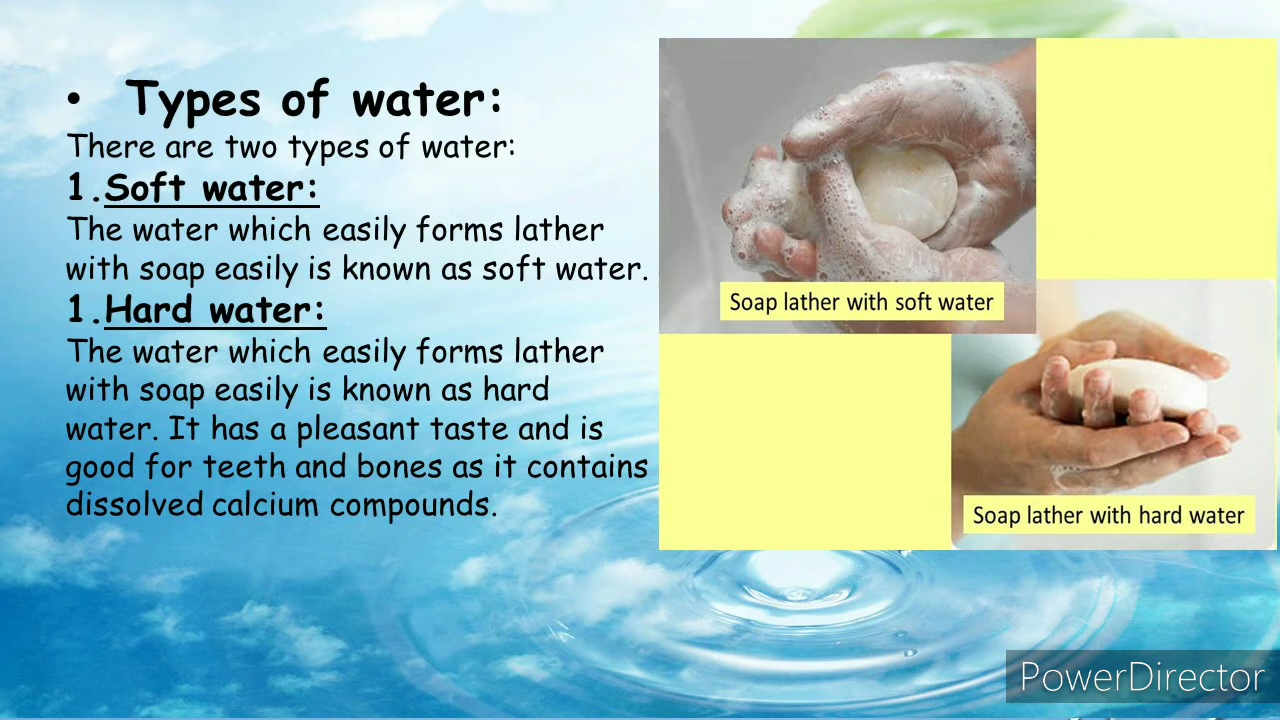 • Types of water:
There are two types of water:
1.Soft water:
The water which easily forms lather
with soap easily is known as soft water.
1.Hard water:
The water which easily forms lather
with soap easily is known as hard
water. It has a pleasant taste and is
good for teeth and bones as it contains
dissolved calcium compounds.
Soap lather with soft water
Soap lather with hard water
PowerDirector